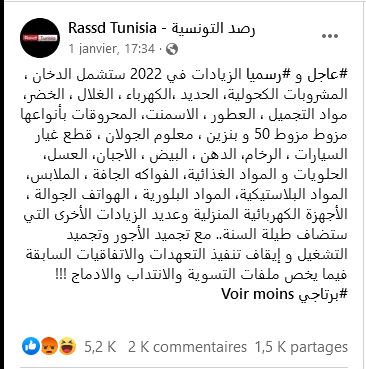 Rassd Tunisia - رصد التونسية
1 janvier, 17:34 ·
#عاجل و #رسميا الزيادات في 2022 ستشمل الدخان ،
المشروبات الكحولية، الحديد ،الكهرباء ، الغلال ، الخضر،
مواد التجميل ، العطور ، الاسمنت، المحروقات بأنواعها
مزوط مزوط 50 و بنزين ، معلوم الجولان ، قطع غيار
السيارات ، الرخام، الدهن ، البيض ، الاجبان، العسل،
الحلويات و المواد الغذائية، الفواكه الجافة ، الملابس،
المواد البلاستيكية، المواد البلورية ، الهواتف الجوالة ،
الأجهزة الكهربائية المنزلية وعديد الزيادات الأخرى التي
ستضاف طيلة السنة.. مع تجميد الأجور وتجميد
التشغيل و إيقاف تنفيذ التعهدات والاتفاقيات السابقة
فيما يخص ملفات التسوية والانتداب والادماج !!!
#برتاجي Voir moins
5,2 K 2 K commentaires 1,5 K partages